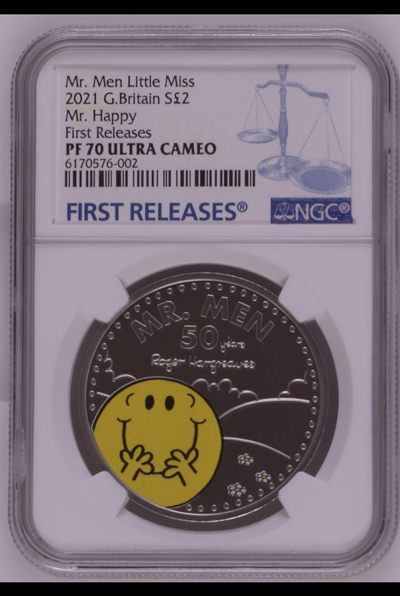 Mr. Men Little Miss
2021 G.Britain S£2
Mr. Happy
First Releases
PF 70 ULTRA CAMEO
6170576-002
FIRST RELEASES®
NGC®
MR. MEN
50 years
Roger Hargreaves